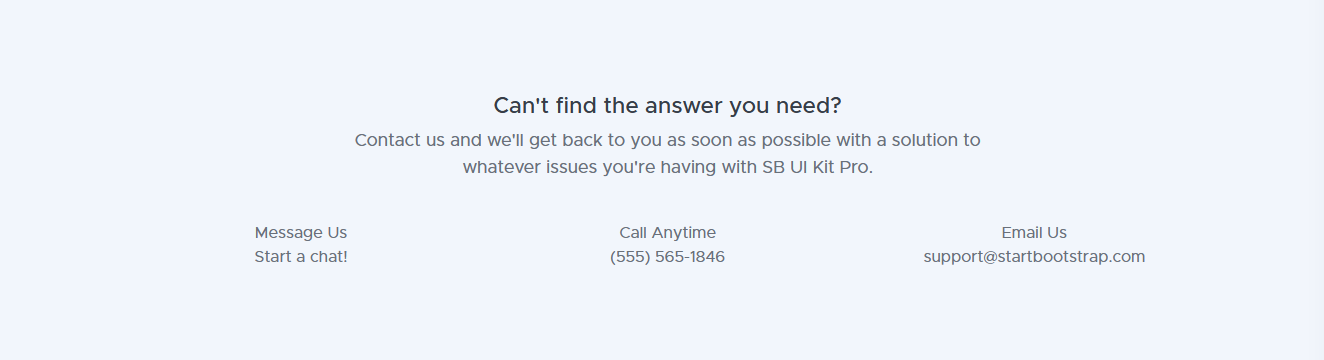 Can't find the answer you need?
Contact us and we'll get back to you as soon as possible with a solution to
whatever issues you're having with SB UI Kit Pro.
Message Us
Start a chat!
Call Anytime
(555) 565-1846
Email Us
support@startbootstrap.com